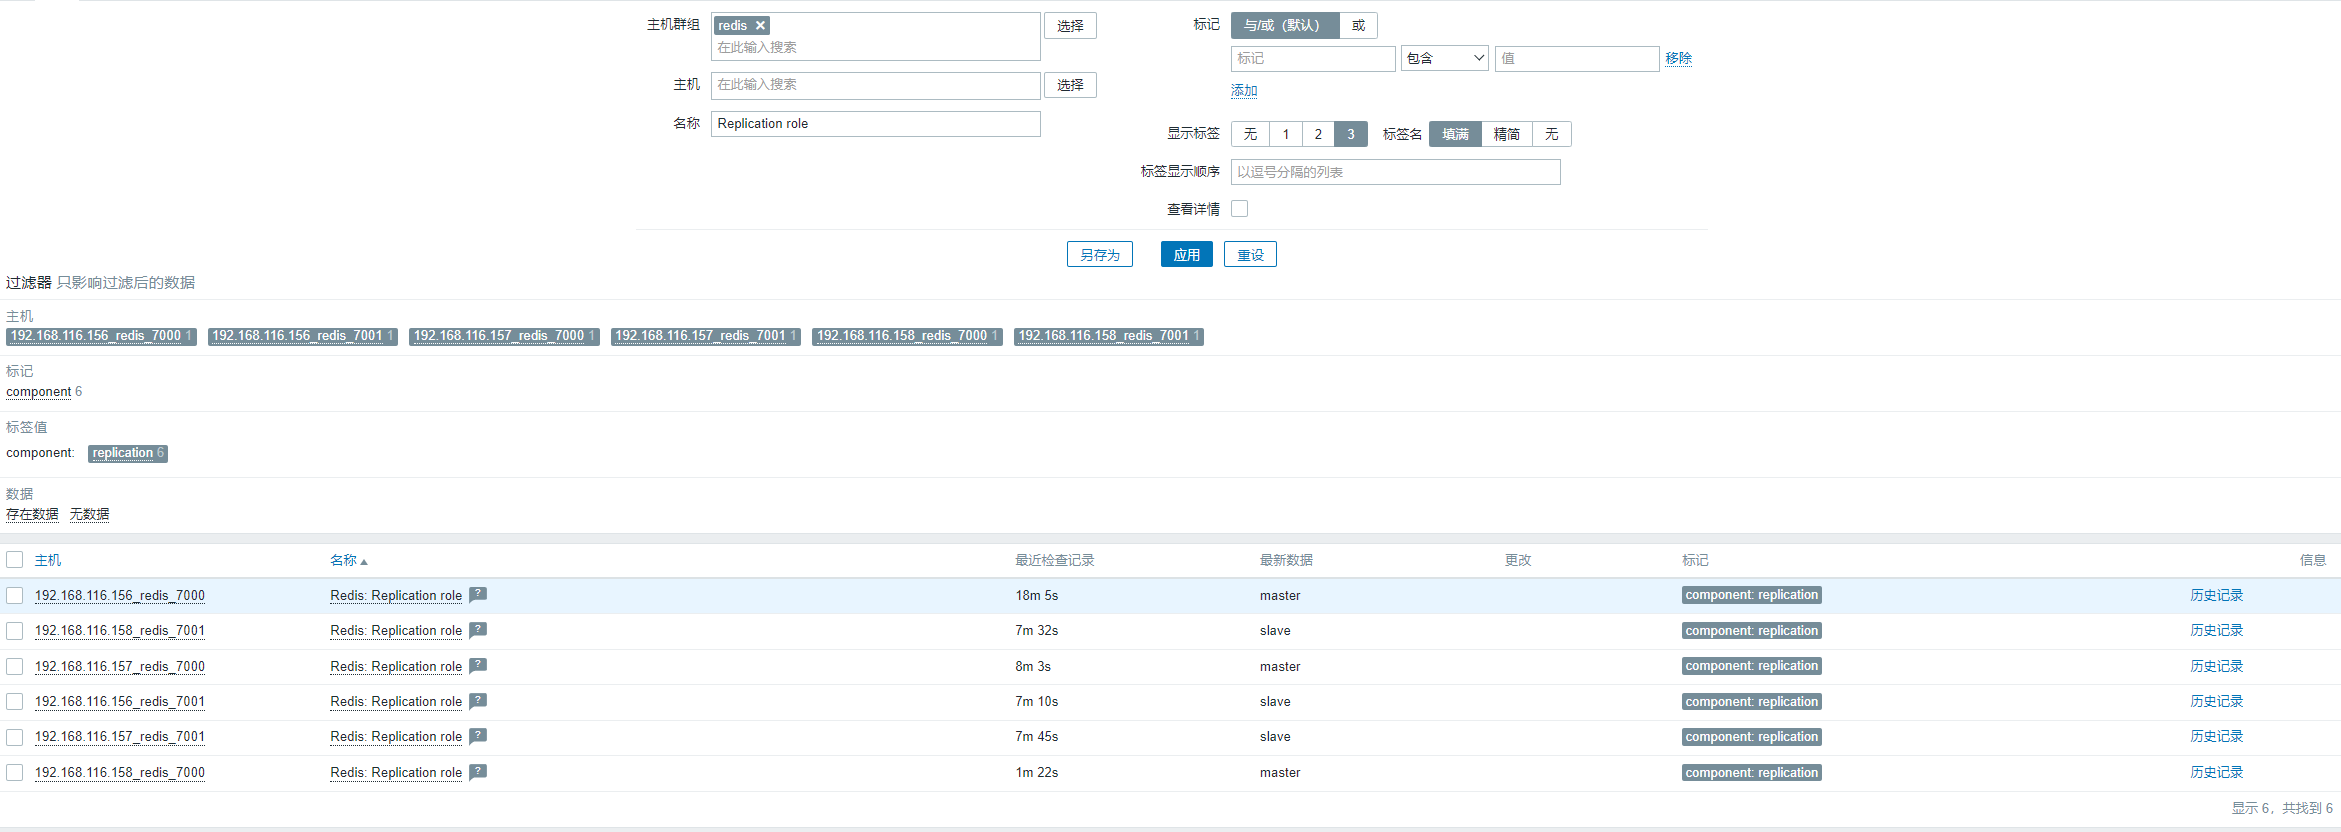 主机群组 redis 选择
在此输入搜索
主机 在此输入搜索 选择
名称 Replication role
标记 与/或（默认） 或
标记 包含 值 移除
添加
显示标签 无 1 2 3 标签名 填满 精简 无
标签显示顺序 以逗号分隔的列表
查看详情
另存为 应用 重设
过滤器 只影响过滤后的数据
主机
192.168.116.156_redis_7000 1 192.168.116.156_redis_7001 1 192.168.116.157_redis_7000 1 192.168.116.157_redis_7001 1 192.168.116.158_redis_7000 1 192.168.116.158_redis_7001 1
标记
component 6
标签值
component: replication 6
数据
存在数据 无数据
主机 名称 最近检查记录 最新数据 更改 标记 信息
192.168.116.156_redis_7000 Redis: Replication role ? 18m 5s master component: replication 历史记录
192.168.116.158_redis_7001 Redis: Replication role ? 7m 32s slave component: replication 历史记录
192.168.116.157_redis_7000 Redis: Replication role ? 8m 3s master component: replication 历史记录
192.168.116.156_redis_7001 Redis: Replication role ? 7m 10s slave component: replication 历史记录
192.168.116.157_redis_7001 Redis: Replication role ? 7m 45s slave component: replication 历史记录
192.168.116.158_redis_7000 Redis: Replication role ? 1m 22s master component: replication 历史记录
显示 6，共找到 6